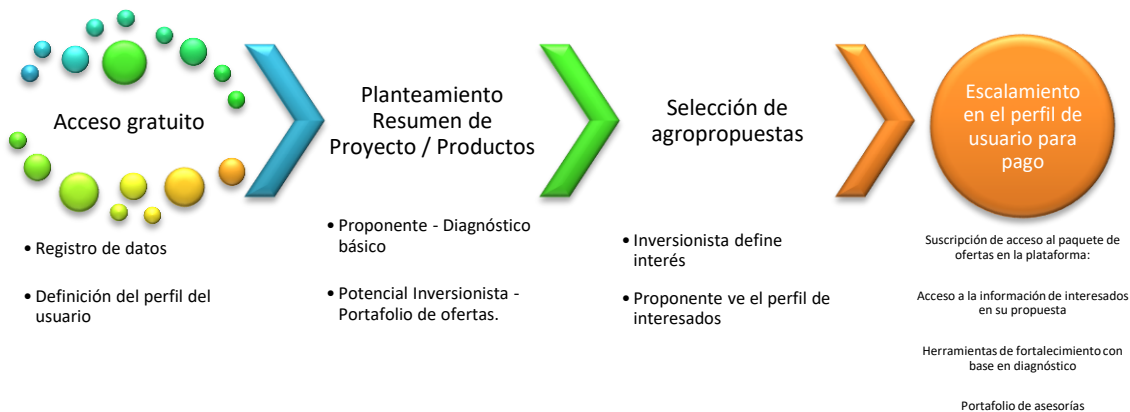 Acceso gratuito
• Registro de datos
• Definición del perfil del
usuario
Planteamiento
Resumen de
Proyecto / Productos
• Proponente - Diagnóstico
básico
• Potencial Inversionista -
Portafolio de ofertas.
Selección de
agropropuestas
• Inversionista define
interés
• Proponente ve el perfil de
interesados
Escalamiento
en el perfil de
usuario para
pago
Suscripción de acceso al paquete de
ofertas en la plataforma:
Acceso a la información de interesados
en su propuesta
Herramientas de fortalecimiento con
base en diagnóstico
Portafolio de asesorías